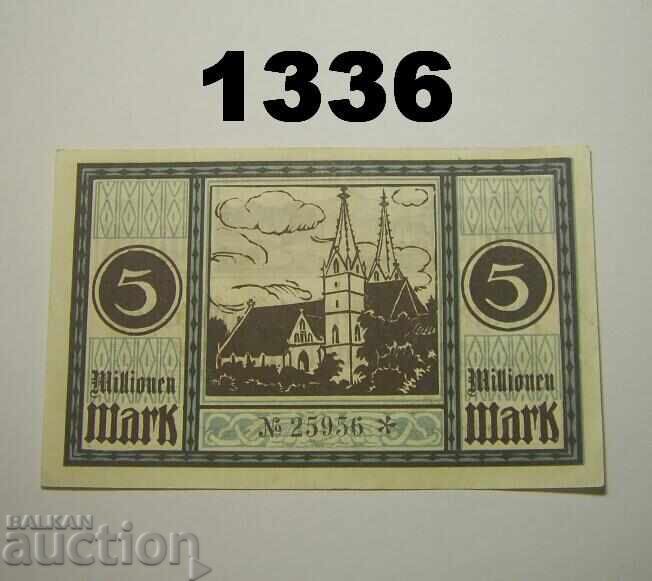 1336
5 5
Millionen Millionen
Mark Mark
№ 25956 *
BALKAN
auction